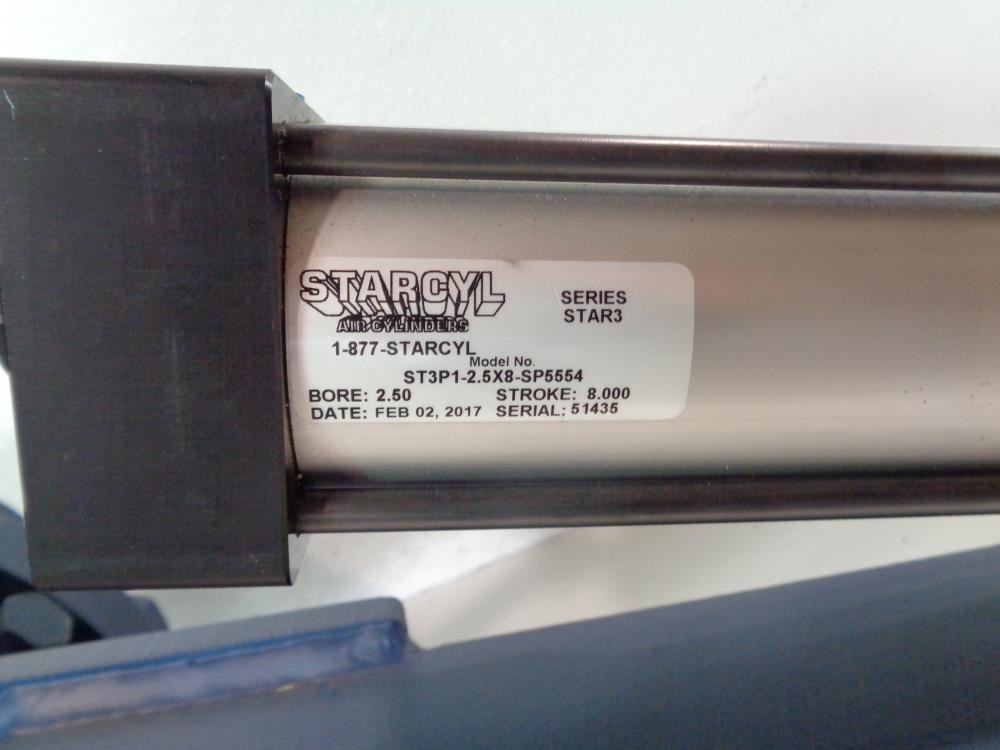 STARCYL
AIR CYLINDERS
SERIES
STAR3
1-877-STARCYL
Model No.
ST3P1-2.5X8-SP5554
BORE: 2.50 STROKE: 8.000
DATE: FEB 02, 2017 SERIAL: 51435